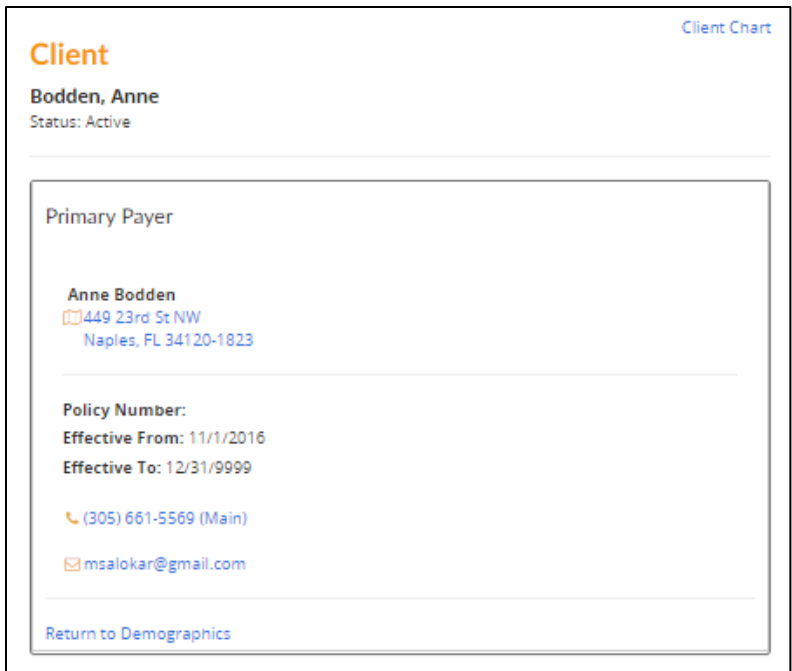 Client Chart
Client
Bodden, Anne
Status: Active
Primary Payer
Anne Bodden
449 23rd St NW
Naples, FL 34120-1823
Policy Number:
Effective From: 11/1/2016
Effective To: 12/31/9999
(305) 661-5569 (Main)
msalokar@gmail.com
Return to Demographics